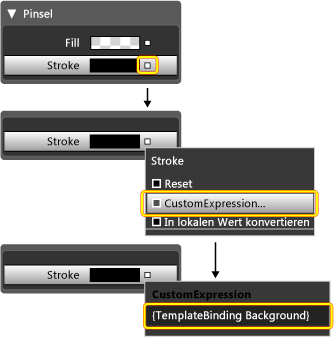 Pinsel
Fill
Stroke
Stroke
Stroke
Reset
CustomExpression...
In lokalen Wert konvertieren
Stroke
CustomExpression
{TemplateBinding Background}